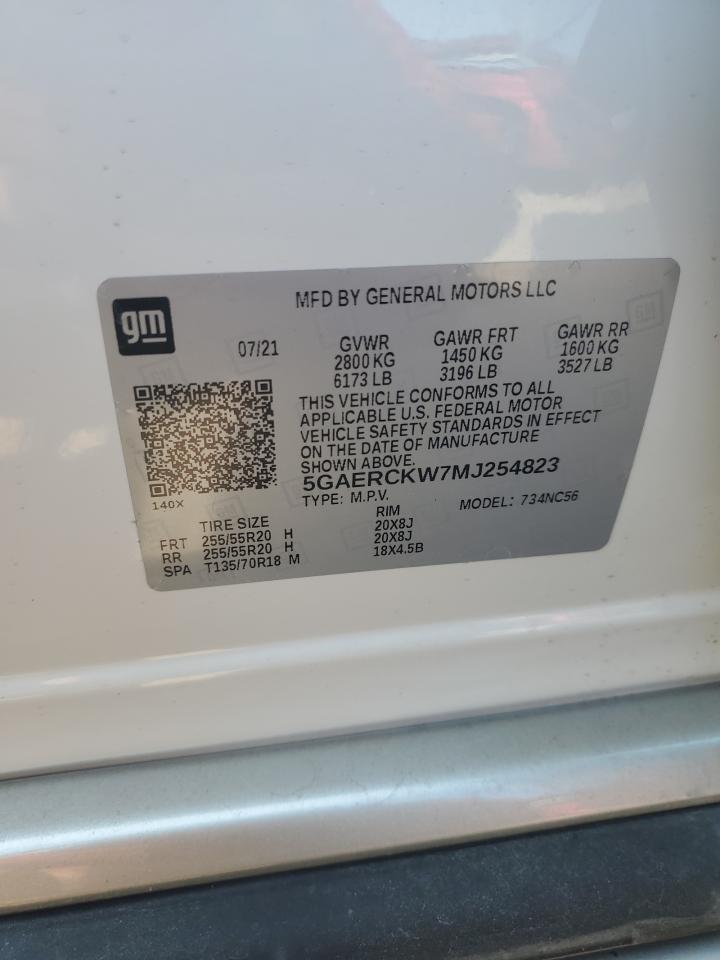 gm
MFD BY GENERAL MOTORS LLC
07/21
GVWR GAWR FRT GAWR RR
2800 KG 1450 KG 1600 KG
6173 LB 3196 LB 3527 LB
THIS VEHICLE CONFORMS TO ALL
APPLICABLE U.S. FEDERAL MOTOR
VEHICLE SAFETY STANDARDS IN EFFECT
ON THE DATE OF MANUFACTURE
SHOWN ABOVE.
5GAERCKW7MJ254823
140X TYPE: M.P.V. MODEL: 734NC56
TIRE SIZE RIM
FRT 255/55R20 H 20X8J
RR 255/55R20 H 20X8J
SPA T135/70R18 M 18X4.5B